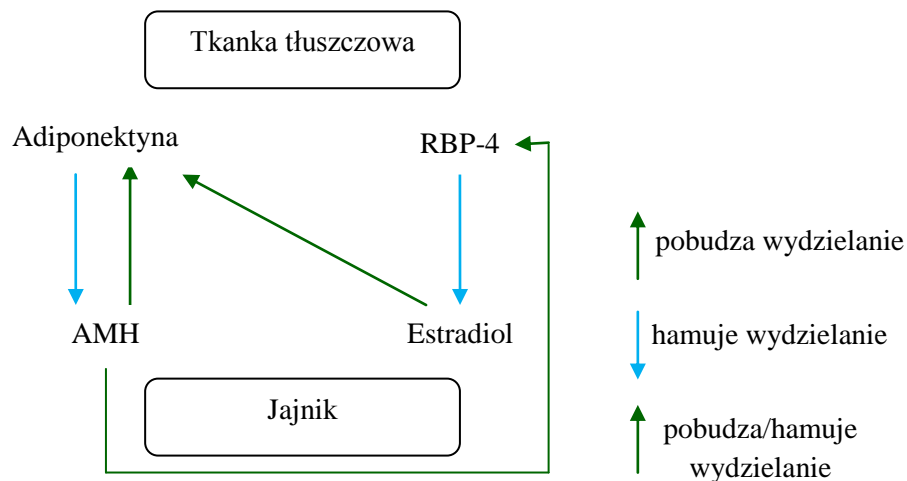 Tkanka tłuszczowa
Adiponektyna
RBP-4
pobudza wydzielanie
AMH
Estradiol
hamuje wydzielanie
Jajnik
pobudza/hamuje
wydzielanie